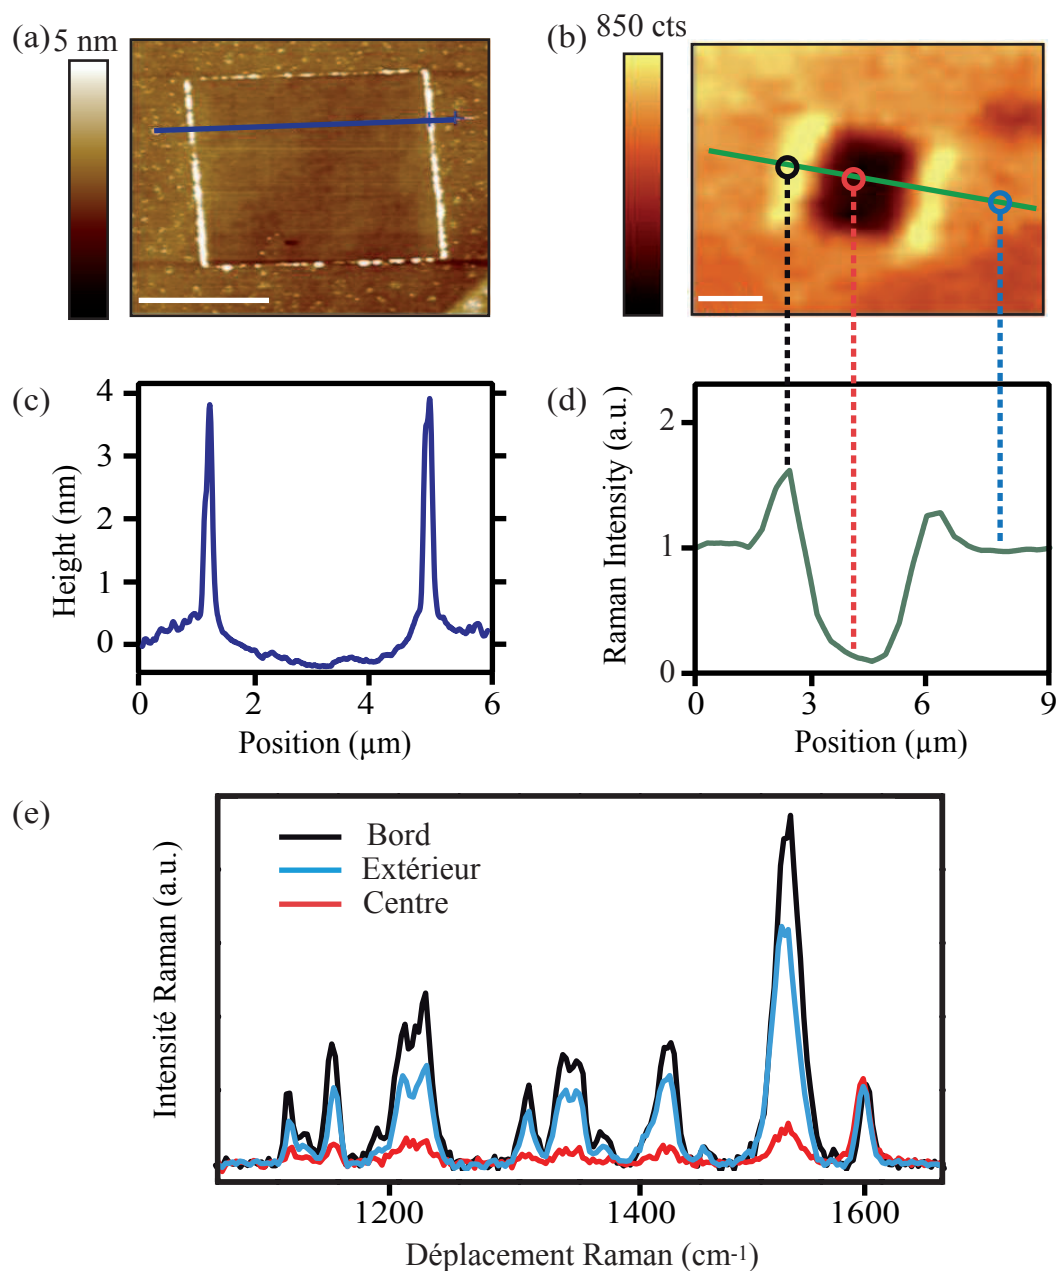 (a)
5 nm
(b)
850 cts
(c)
4
3
2
1
0
Height (nm)
0
2
4
6
Position (µm)
(d)
2
1
0
Raman Intensity (a.u.)
0
3
6
9
Position (µm)
(e)
Bord
Extérieur
Centre
Intensité Raman (a.u.)
1200
1400
1600
Déplacement Raman (cm-1)